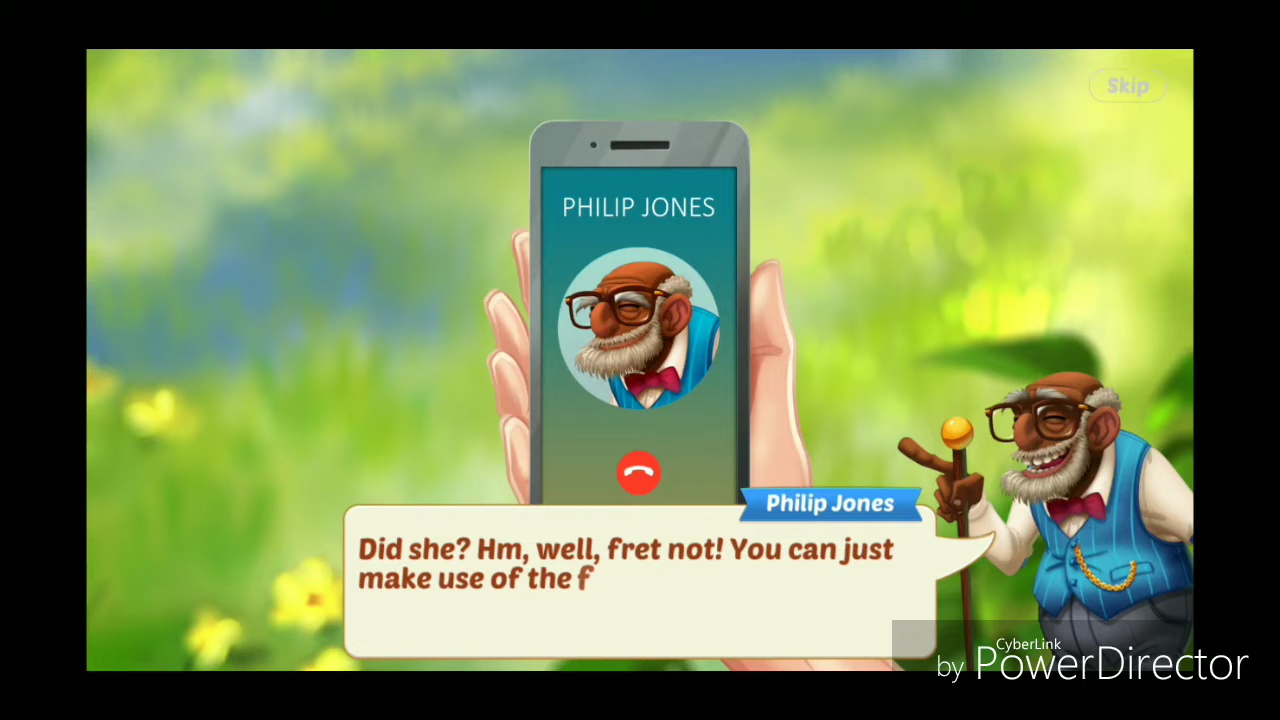 Skip
PHILIP JONES
Philip Jones
Did she? Hm, well, fret not! You can just
make use of the f
CyberLink
by PowerDirector